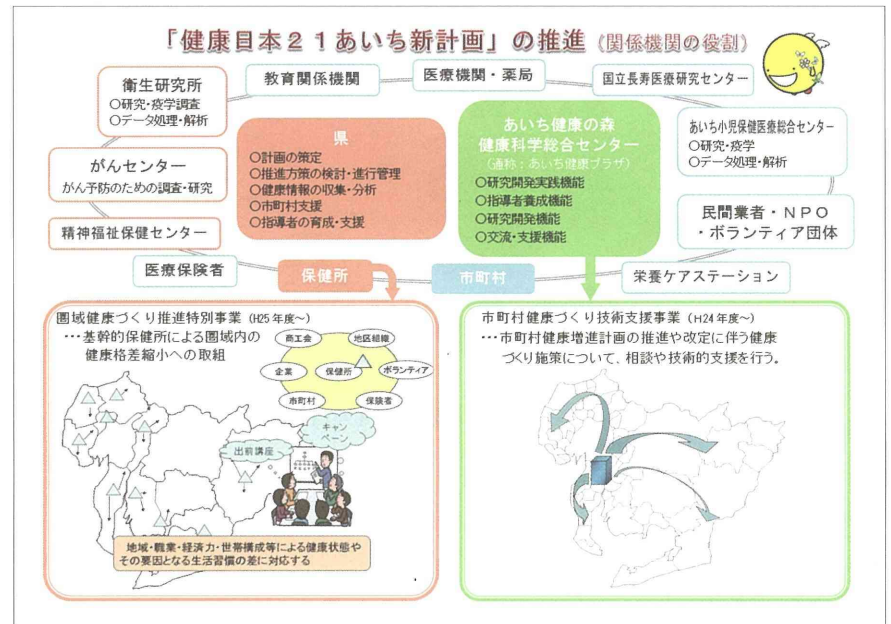 「健康日本２１あいち新計画」の推進（関係機関の役割）
衛生研究所
○研究・疫学調査
○データ処理・解析
教育関係機関
医療機関・薬局
国立長寿医療研究センター
がんセンター
がん予防のための調査・研究
県
○計画の策定
○推進方策の検討・進行管理
○健康情報の収集・分析
○市町村支援
○指導者の育成・支援
あいち健康の森
健康科学総合センター
（通称：あいち健康プラザ）
○研究開発実践機能
○指導者養成機能
○研究開発機能
○交流・支援機能
あいち小児保健医療総合センター
○研究・疫学
○データ処理・解析
精神福祉保健センター
民間業者・ＮＰＯ
・ボランティア団体
医療保険者
保健所
市町村
栄養ケアステーション
圏域健康づくり推進特別事業（H25年度～）
…基幹的保健所による圏域内の
健康格差縮小への取組
商工会
地区組織
企業
保健所
ボランティア
市町村
保険者
出前講座
キャン
ペーン
地域・職業・経済力・世帯構成等による健康状態や
その要因となる生活習慣の差に対応する
市町村健康づくり技術支援事業（H24年度～）
…市町村健康増進計画の推進や改定に伴う健康
づくり施策について、相談や技術的支援を行う。